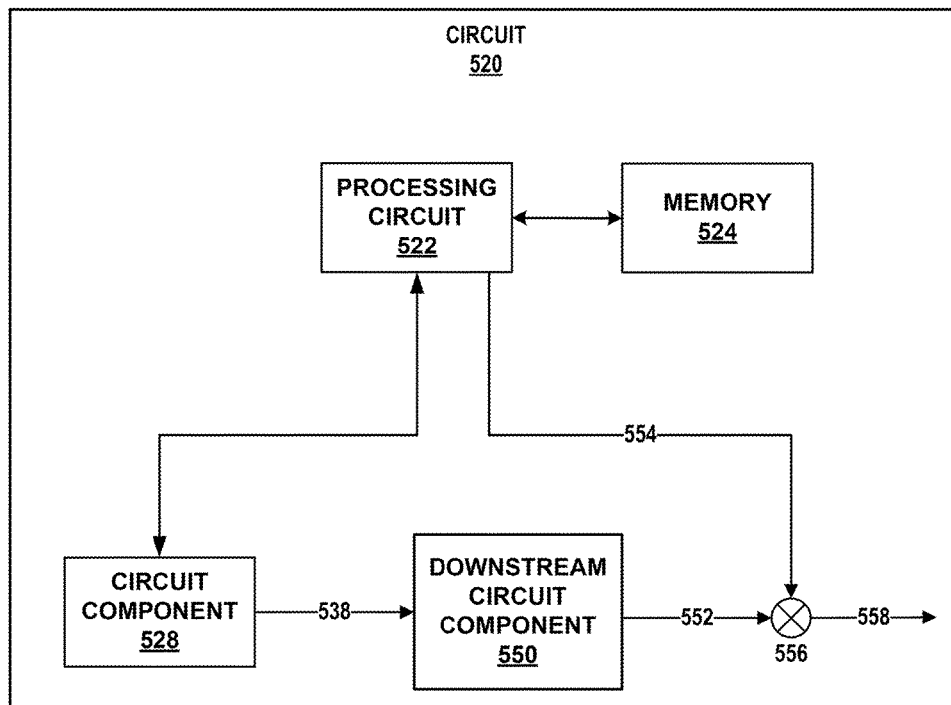 CIRCUIT
520
PROCESSING
CIRCUIT
522
MEMORY
524
554
CIRCUIT
COMPONENT
528
538
DOWNSTREAM
CIRCUIT
COMPONENT
550
552
556
558